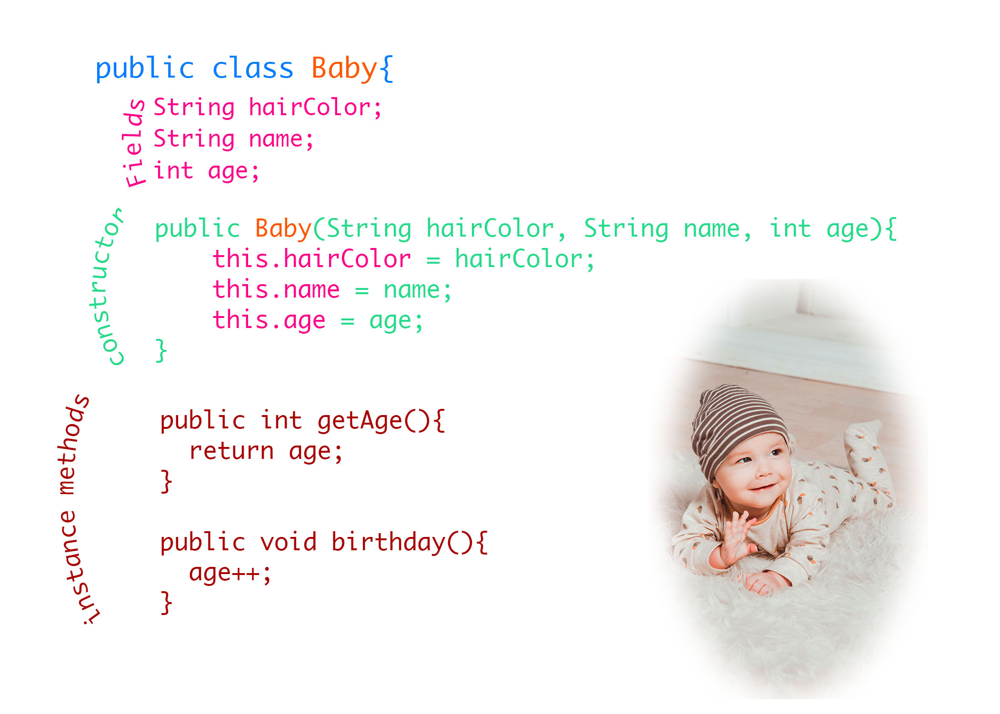 public class Baby{
Fields
String hairColor;
String name;
int age;
constructor
public Baby(String hairColor, String name, int age){
this.hairColor = hairColor;
this.name = name;
this.age = age;
}
instance methods
public int getAge(){
return age;
}
public void birthday(){
age++;
}